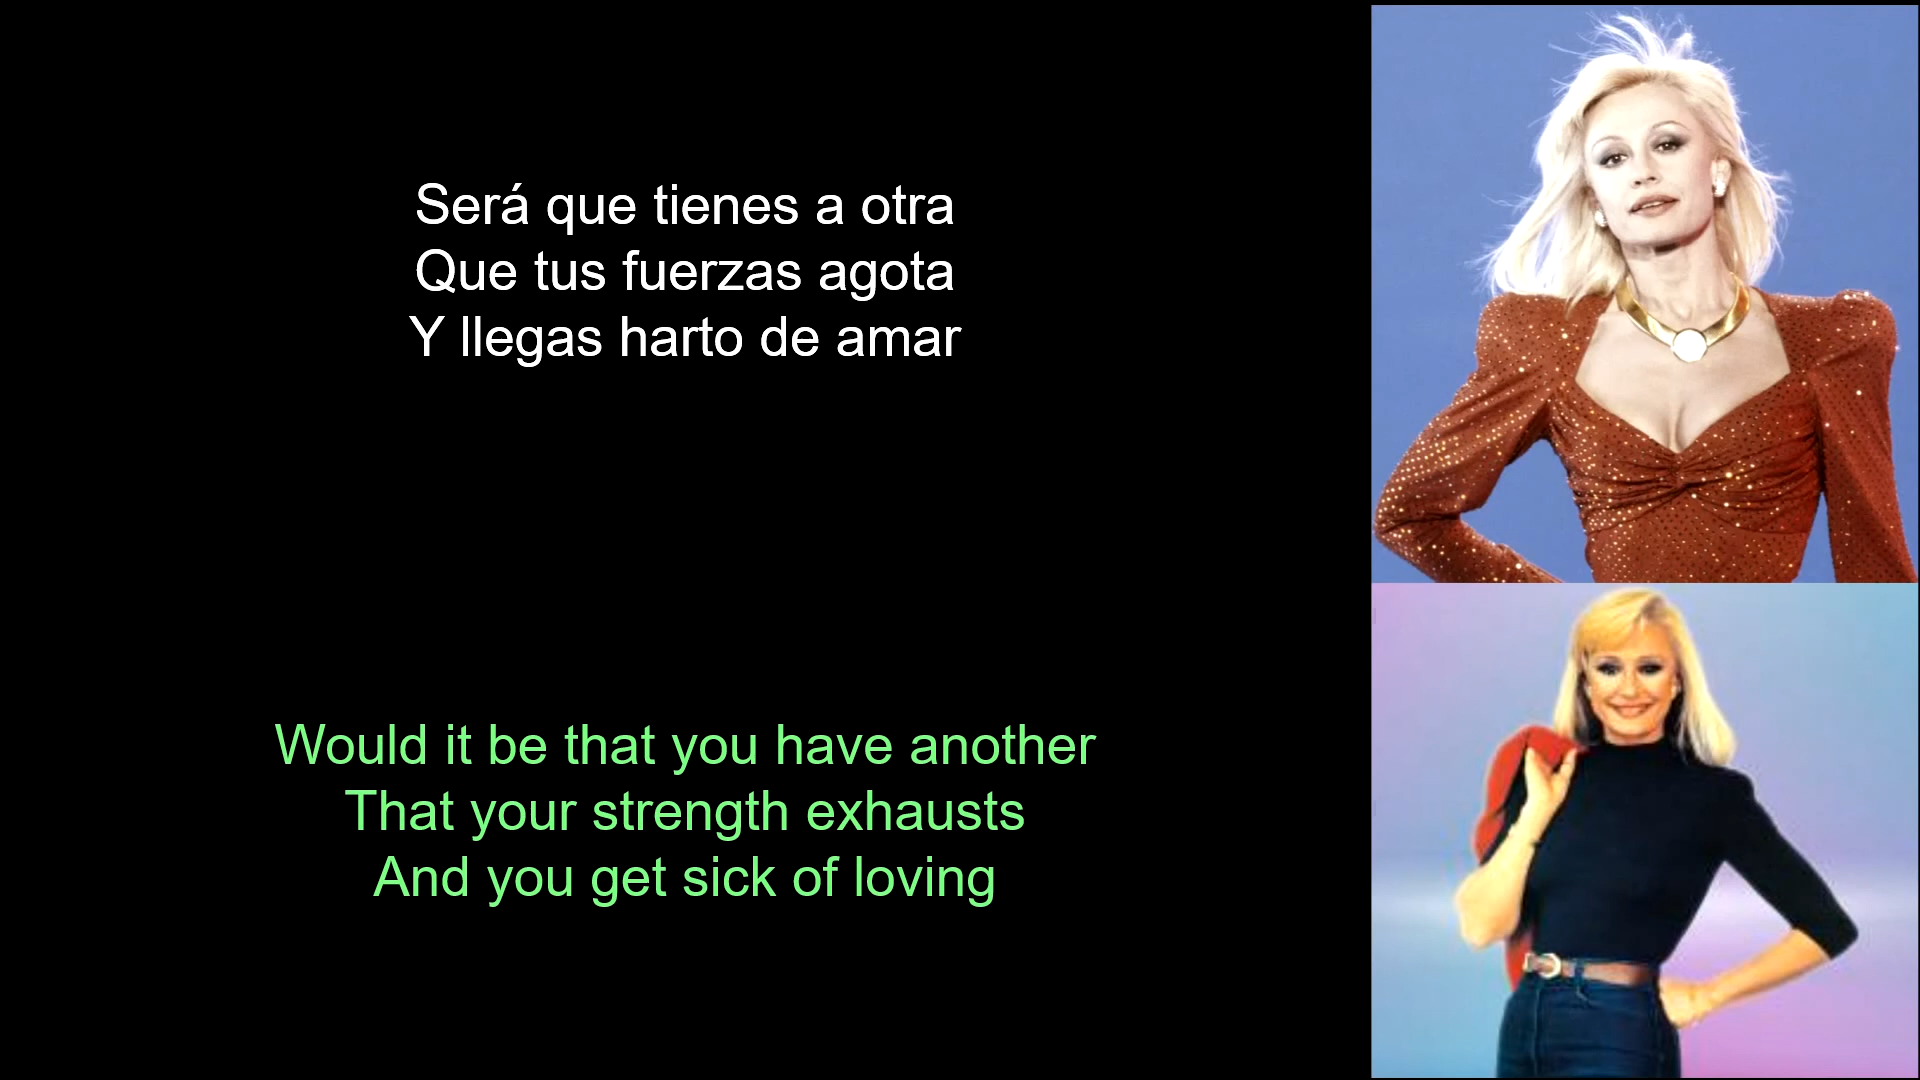 Será que tienes a otra
Que tus fuerzas agota
Y llegas harto de amar
Would it be that you have another
That your strength exhausts
And you get sick of loving